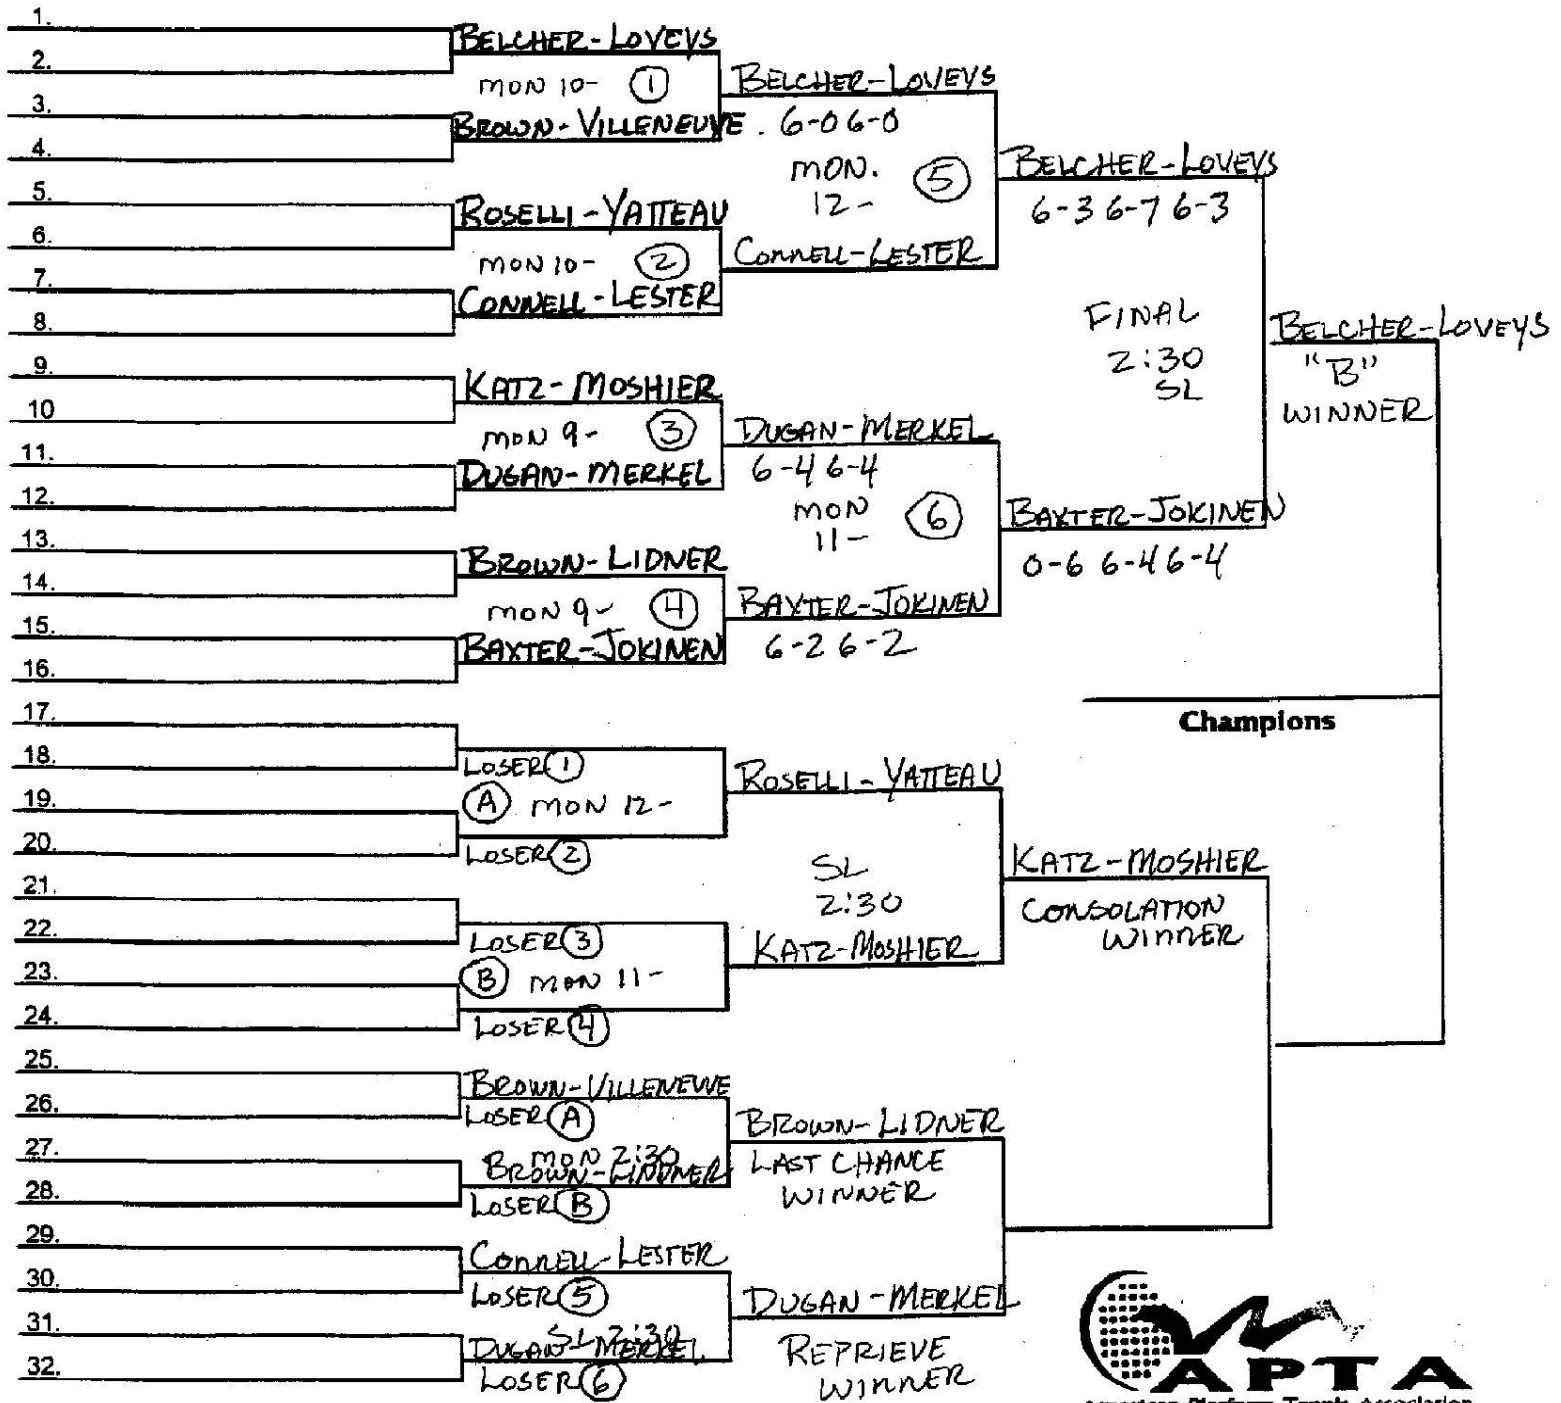 1.
BELCHER-LOVEYS
2.
MON 10- 1
BELCHER-LOVEYS
3.
BROWN-VILLENEUVE
6-0 6-0
4.
MON.
12-
5
BELCHER-LOVEYS
6-3 6-7 6-3
5.
ROSELLI-YATTEAU
6.
MON 10- 2
CONNELL-LESTER
7.
CONNELL-LESTER
8.
FINAL
2:30
SL
BELCHER-LOVEYS
"B"
WINNER
9.
KATZ-MOSHIER
10
MON 9- 3
DUGAN-MERKEL
11.
DUGAN-MERKEL
6-4 6-4
12.
MON
11-
6
BAXTER-JOKINEN
0-6 6-4 6-4
13.
BROWN-LIDNER
14.
MON 9- 4
BAXTER-JOKINEN
15.
BAXTER-JOKINEN
6-2 6-2
16.
17.
Champions
18.
LOSER 1
ROSELLI-YATTEAU
19.
A MON 12-
20.
LOSER 2
SL
2:30
KATZ-MOSHIER
CONSOLATION
WINNER
21.
22.
LOSER 3
KATZ-MOSHIER
23.
B MON 11-
24.
LOSER 4
25.
BROWN-VILLENEUVE
26.
LOSER A
BROWN-LIDNER
27.
MON 2:30
LAST CHANCE
WINNER
BROWN-LINDNER
28.
LOSER B
29.
CONNELL-LESTER
30.
LOSER 5
DUGAN-MERKEL
31.
SL 2:30
REPRIEVE
WINNER
DUGAN-MERKEL
32.
LOSER 6
APTA
American Platform Tennis Association